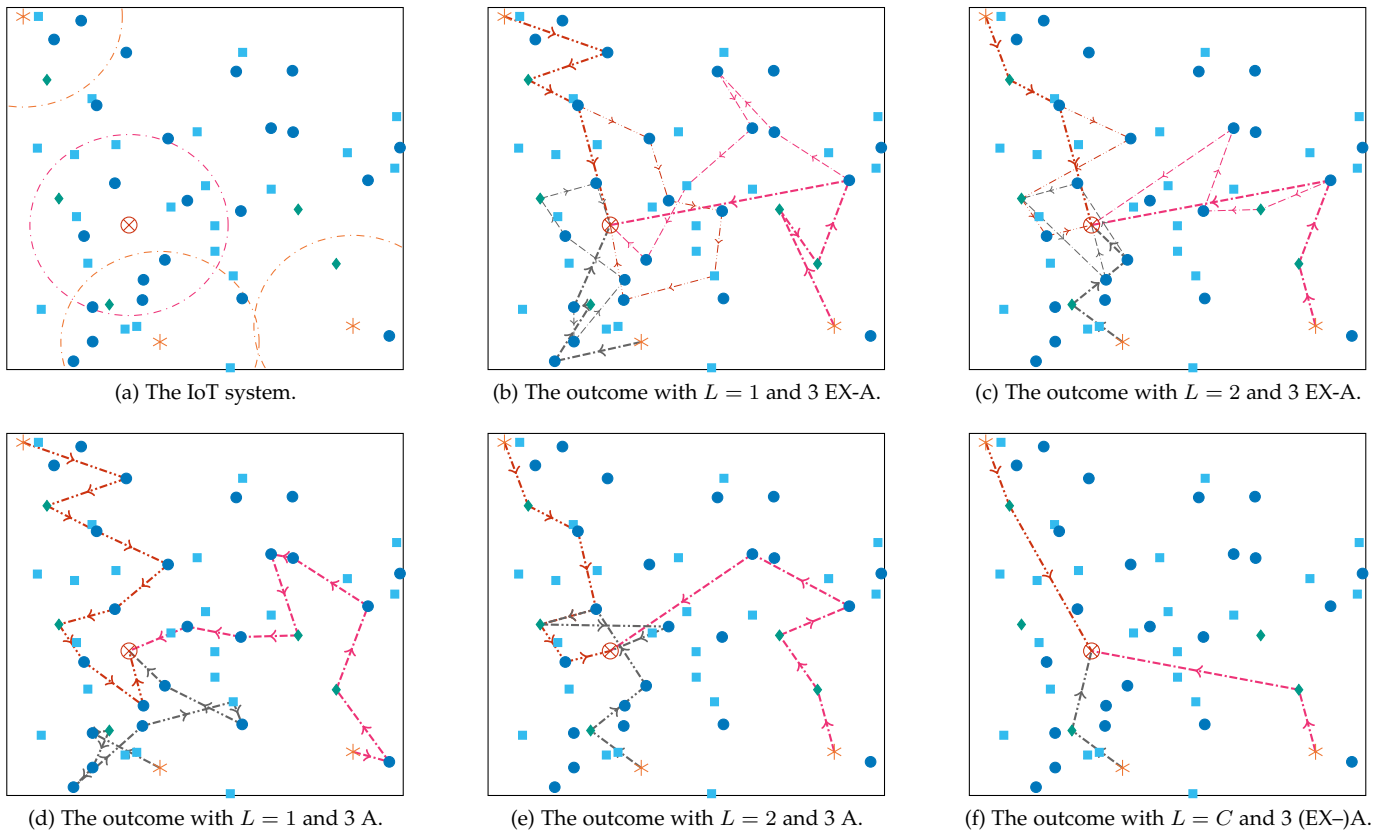 (a) The IoT system.
(b) The outcome with L = 1 and 3 EX-A.
(c) The outcome with L = 2 and 3 EX-A.
(d) The outcome with L = 1 and 3 A.
(e) The outcome with L = 2 and 3 A.
(f) The outcome with L = C and 3 (EX–)A.